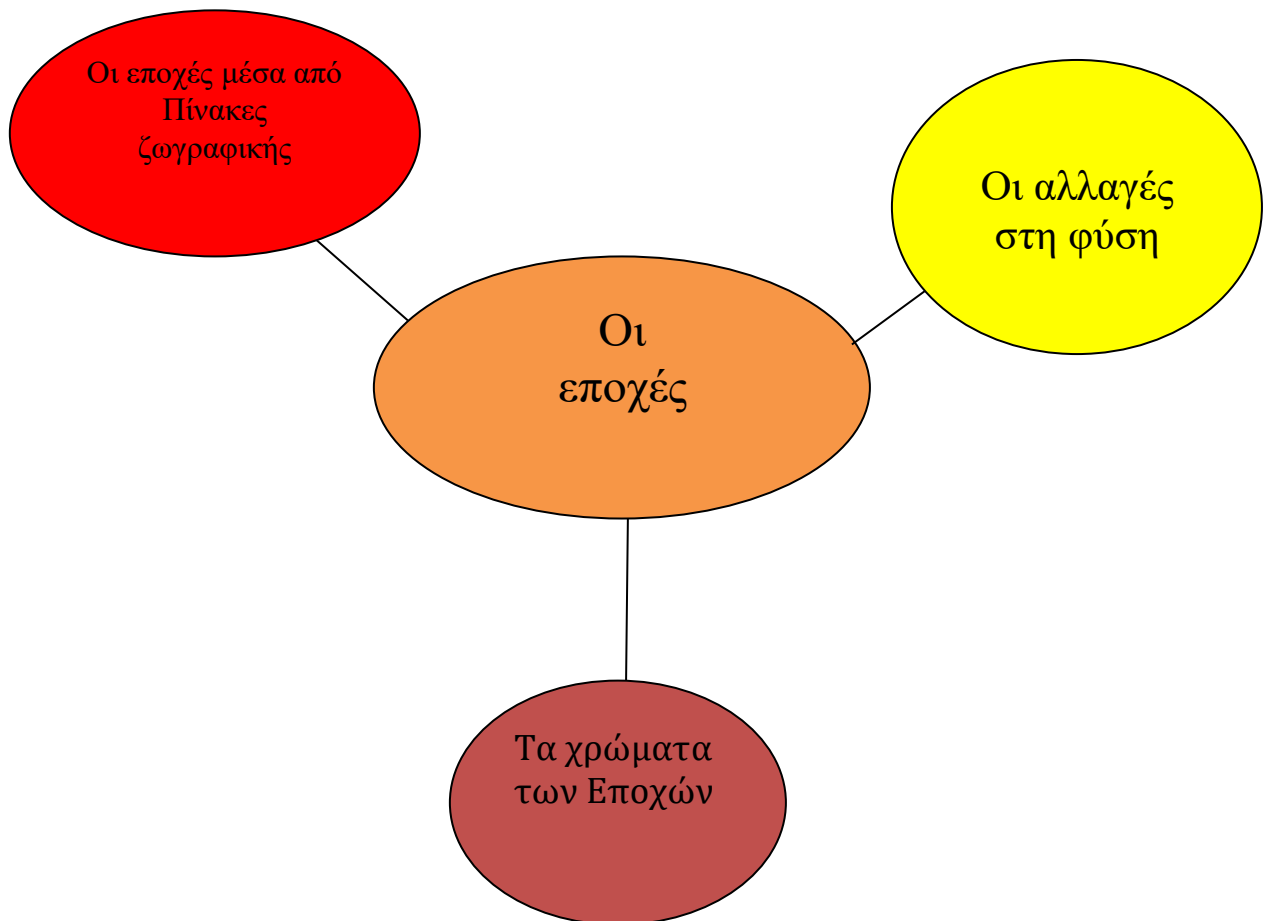 Οι εποχές μέσα από
Πίνακες
ζωγραφικής
Οι αλλαγές
στη φύση
Οι
εποχές
Τα χρώματα
των Εποχών